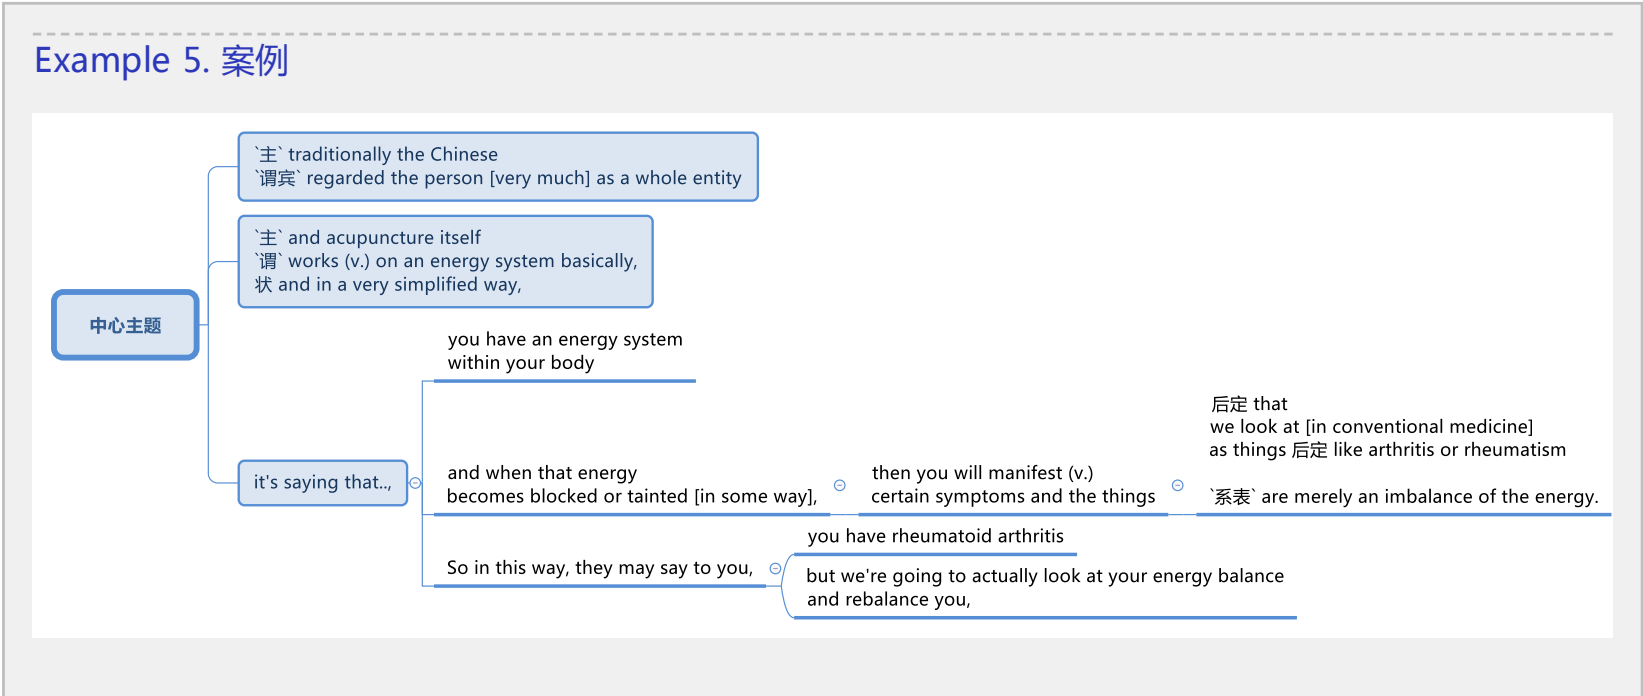 Example 5. 案例
`主` traditionally the Chinese
`谓宾` regarded the person [very much] as a whole entity
`主` and acupuncture itself
`谓` works (v.) on an energy system basically,
状 and in a very simplified way,
中心主题
it's saying that..,
you have an energy system
within your body
and when that energy
becomes blocked or tainted [in some way],
then you will manifest (v.)
certain symptoms and the things
后定 that
we look at [in conventional medicine]
as things 后定 like arthritis or rheumatism
`系表` are merely an imbalance of the energy.
So in this way, they may say to you,
you have rheumatoid arthritis
but we're going to actually look at your energy balance
and rebalance you,